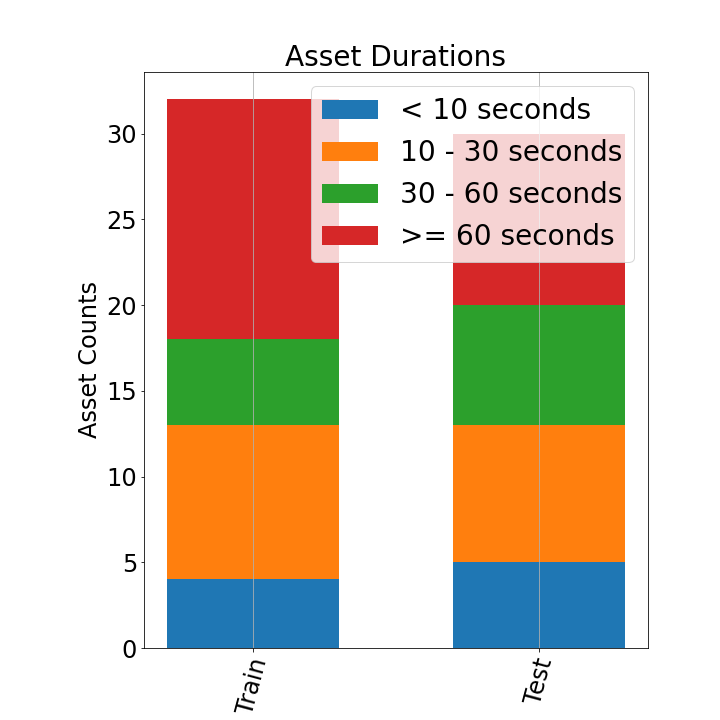 Asset Durations
< 10 seconds
10 - 30 seconds
30 - 60 seconds
>= 60 seconds
Asset Counts
30
25
20
15
10
5
0
Train
Test